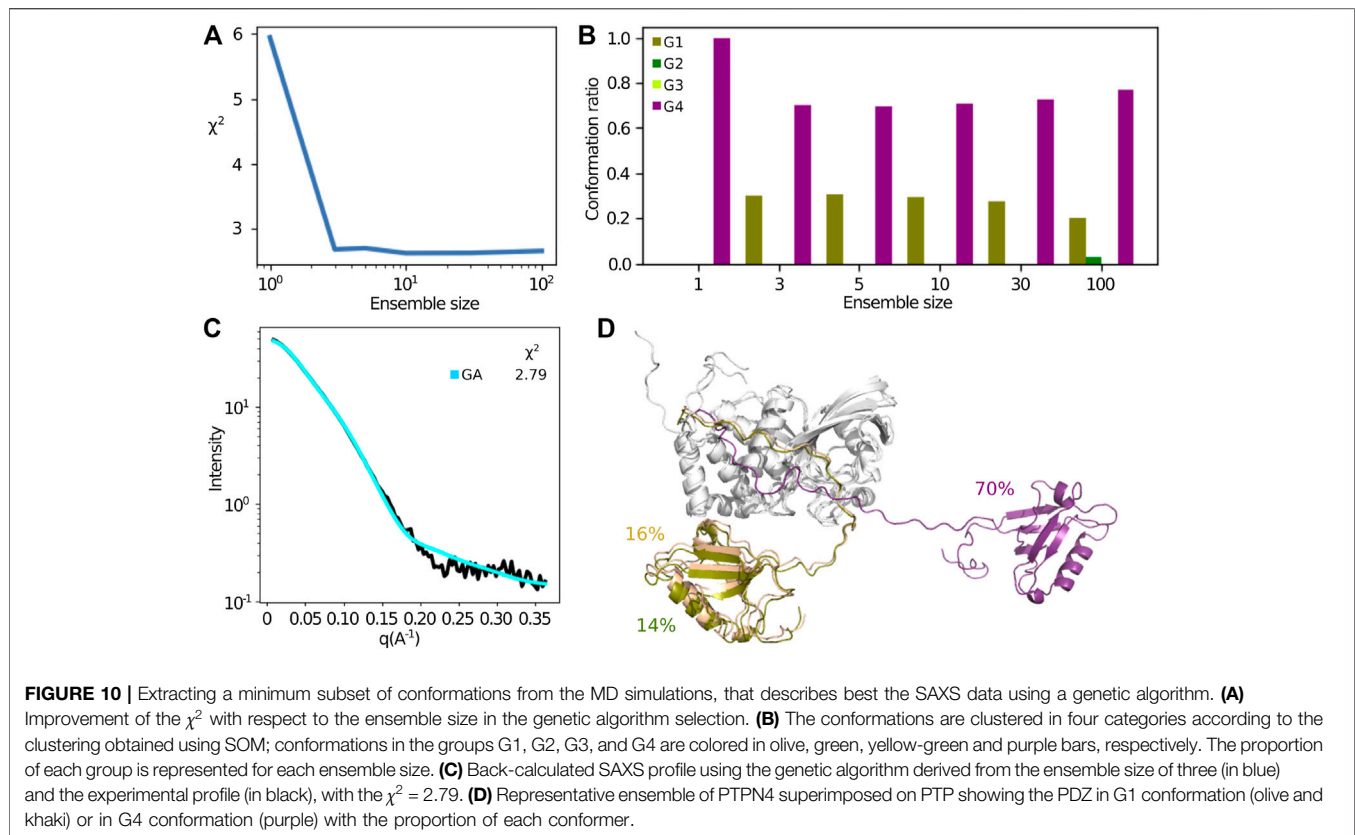 A
6
5
4
3
χ²
10⁰
10¹
10²
Ensemble size
B
1.0
0.8
0.6
0.4
0.2
0.0
Conformation ratio
G1
G2
G3
G4
1
3
5
10
30
100
Ensemble size
C
10¹
10⁰
10⁻¹
Intensity
χ²
GA 2.79
0
0.05
0.10
0.15
0.20
0.25
0.30
0.35
q(A⁻¹)
D
70%
16%
14%
FIGURE 10 | Extracting a minimum subset of conformations from the MD simulations, that describes best the SAXS data using a genetic algorithm. (A)
Improvement of the χ² with respect to the ensemble size in the genetic algorithm selection. (B) The conformations are clustered in four categories according to the
clustering obtained using SOM; conformations in the groups G1, G2, G3, and G4 are colored in olive, green, yellow-green and purple bars, respectively. The proportion
of each group is represented for each ensemble size. (C) Back-calculated SAXS profile using the genetic algorithm derived from the ensemble size of three (in blue)
and the experimental profile (in black), with the χ² = 2.79. (D) Representative ensemble of PTPN4 superimposed on PTP showing the PDZ in G1 conformation (olive and
khaki) or in G4 conformation (purple) with the proportion of each conformer.